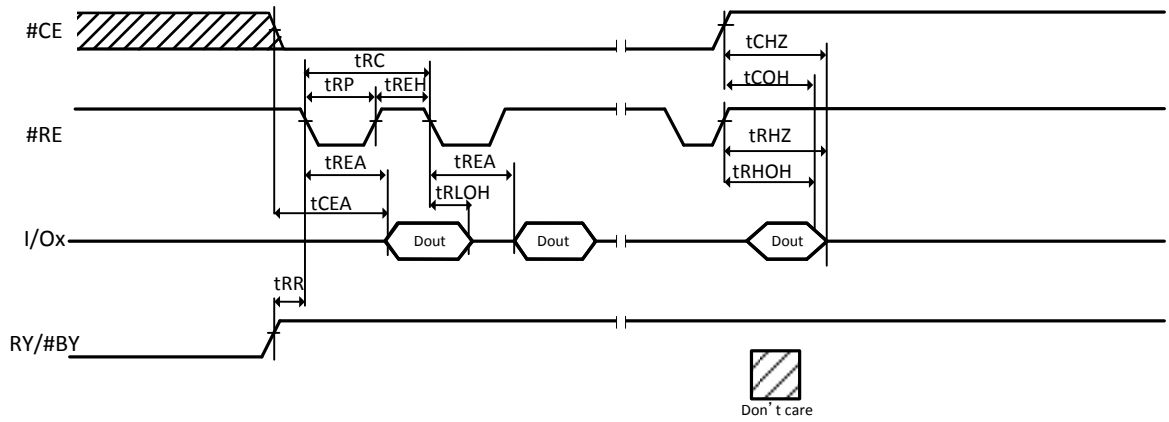 #CE
tCHZ
tRC
tCOH
tRP
tREH
#RE
tRHZ
tREA
tREA
tRHOH
tRLOH
tCEA
I/Ox
Dout
Dout
Dout
tRR
RY/#BY
Don’t care